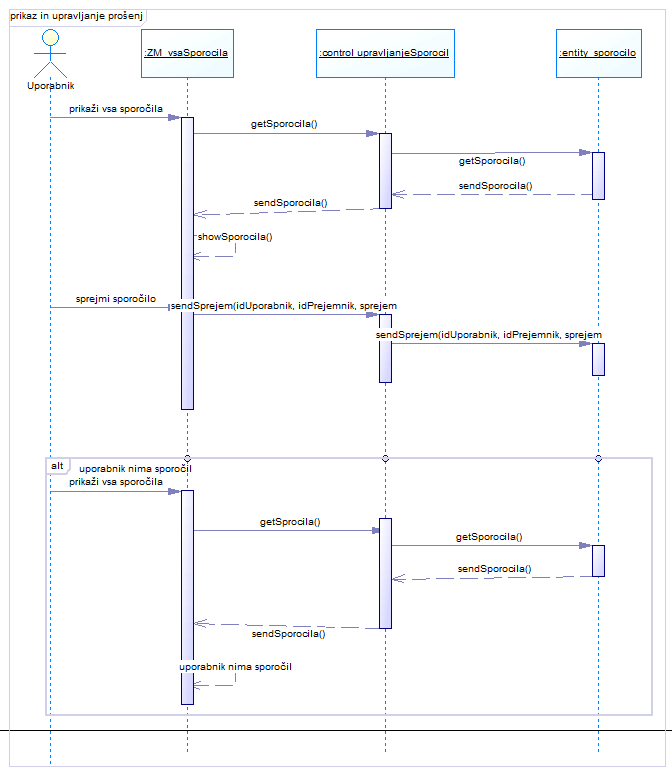 prikaz in upravljanje prošenj
:ZM_vsaSporocila
:control upravljanjeSporocil
:entity_sporocilo
Uporabnik
prikaži vsa sporočila
getSporocila()
getSporocila()
sendSporocila()
sendSporocila()
showSporocila()
sprejmi sporočilo
sendSprejem(idUporabnik, idPrejemnik, sprejem
sendSprejem(idUporabnik, idPrejemnik, sprejem
alt
uporabnik nima sporočil
prikaži vsa sporočila
getSprocila()
getSporocila()
sendSporocila()
sendSporocila()
uporabnik nima sporočil